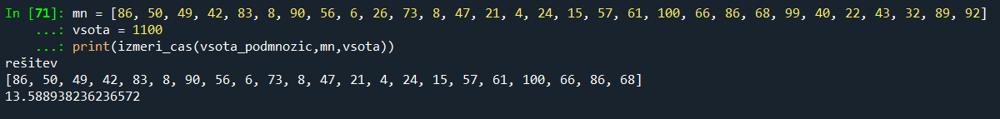 In [71]: mn = [86, 50, 49, 42, 83, 8, 90, 56, 6, 26, 73, 8, 47, 21, 4, 24, 15, 57, 61, 100, 66, 86, 68, 99, 40, 22, 43, 32, 89, 92]
...: vsota = 1100
...: print(izmeri_cas(vsota_podmnozic,mn,vsota))
rešitev
[86, 50, 49, 42, 83, 8, 90, 56, 6, 73, 8, 47, 21, 4, 24, 15, 57, 61, 100, 66, 86, 68]
13.588938236236572